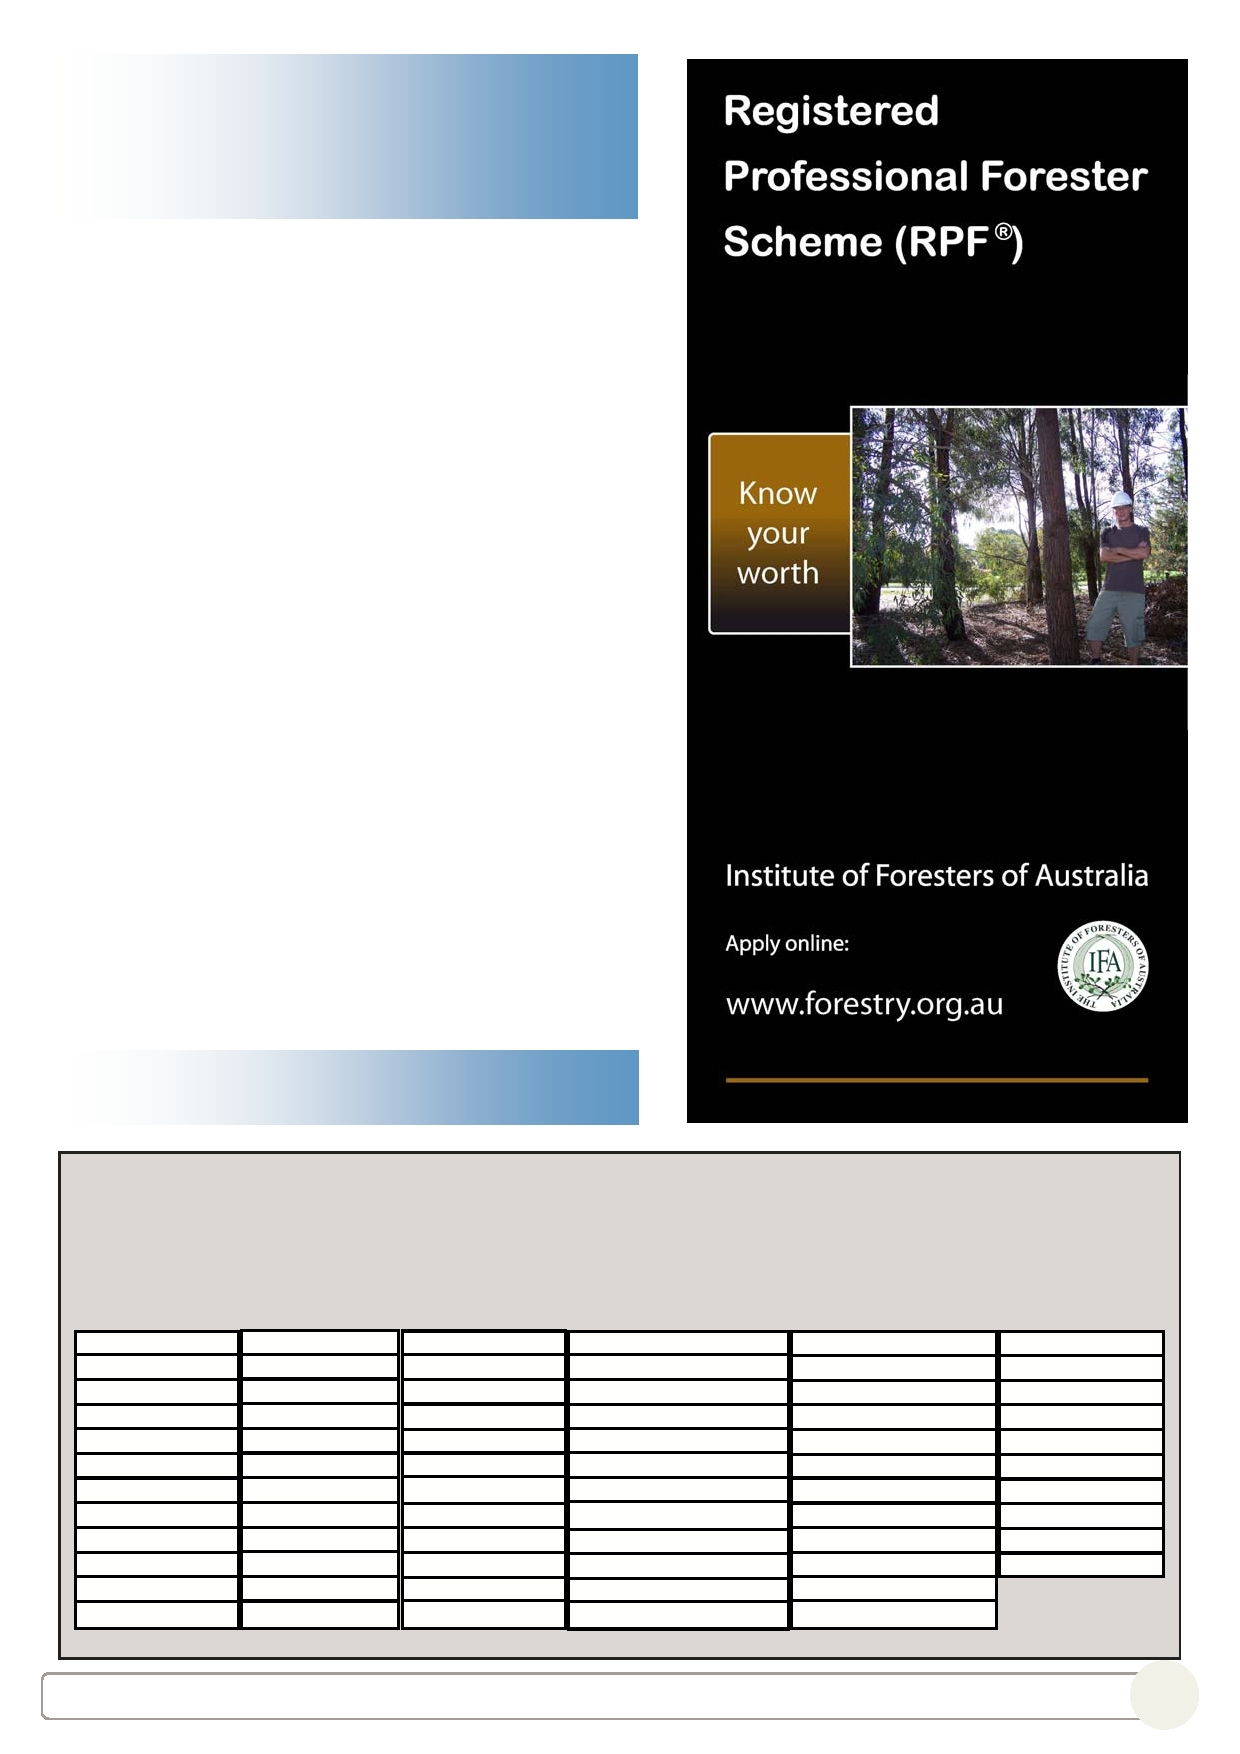 Registered
Professional Forester
Scheme (RPF®)
Know
your
worth
Institute of Foresters of Australia
Apply online:
www.forestry.org.au
THE INSTITUTE OF FORESTERS OF AUSTRALIA
IFA